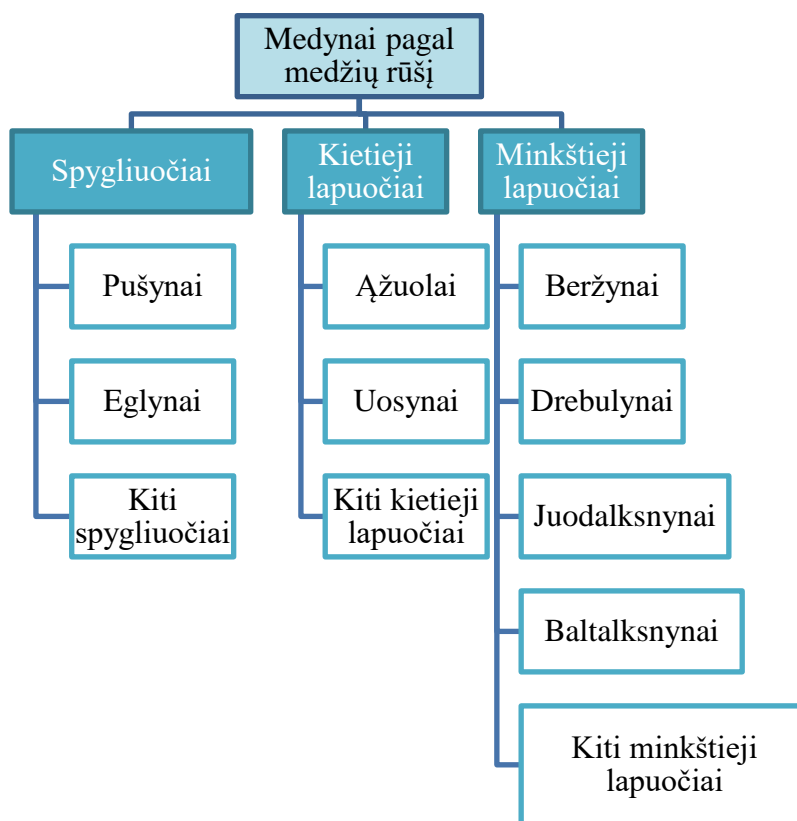 Medynai pagal
medžių rūšį
Spygliuočiai
Kietieji
lapuočiai
Minkštieji
lapuočiai
Pušynai
Eglynai
Kiti
spygliuočiai
Ąžuolai
Uosynai
Kiti kietieji
lapuočiai
Beržynai
Drebulynai
Juodalksnynai
Baltalksnynai
Kiti minkštieji
lapuočiai